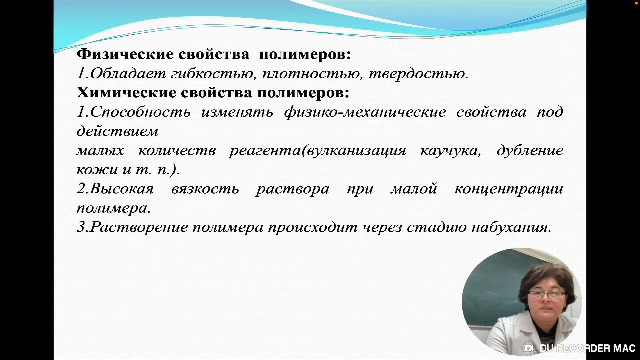 Физические свойства полимеров:
1.Обладает гибкостью, плотностью, твердостью.
Химические свойства полимеров:
1.Способность изменять физико-механические свойства под
действием
малых количеств реагента(вулканизация каучука, дубление
кожи и т. п.).
2.Высокая вязкость раствора при малой концентрации
полимера.
3.Растворение полимера происходит через стадию набухания.
DU RECORDER MAC